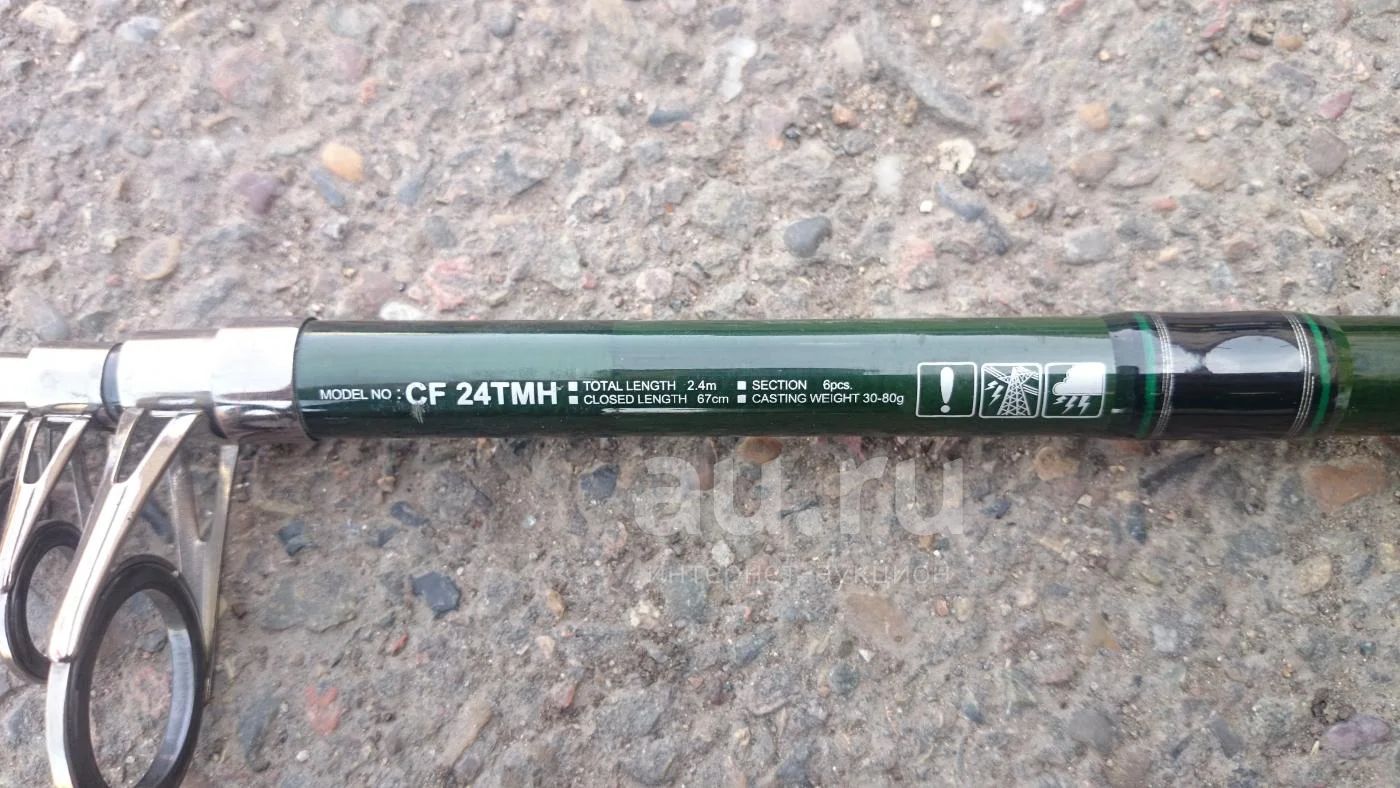 MODEL NO : CF 24TMH ■ TOTAL LENGTH 2.4m ■ SECTION 6pcs.
■ CLOSED LENGTH 67cm ■ CASTING WEIGHT 30-80g
au.ru
интернет-аукцион